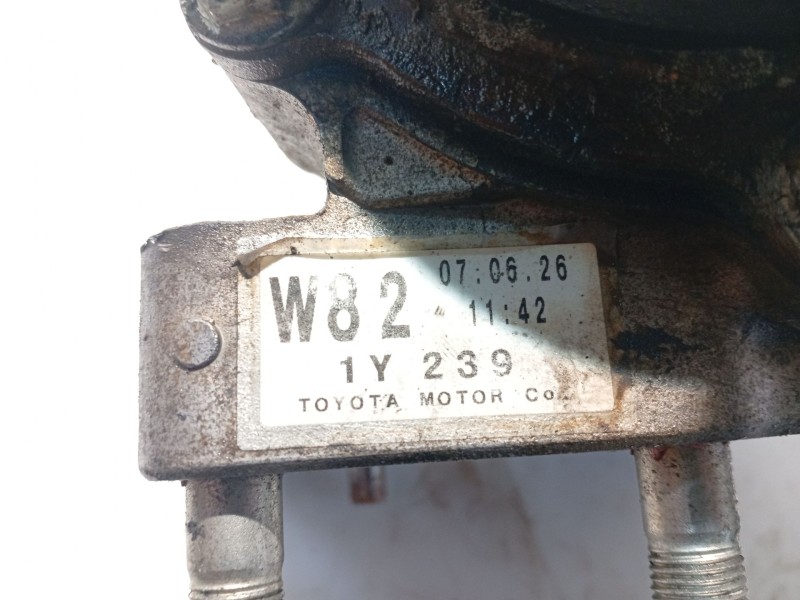 W82 07:06.26
11:42
1Y 239
TOYOTA MOTOR Co.